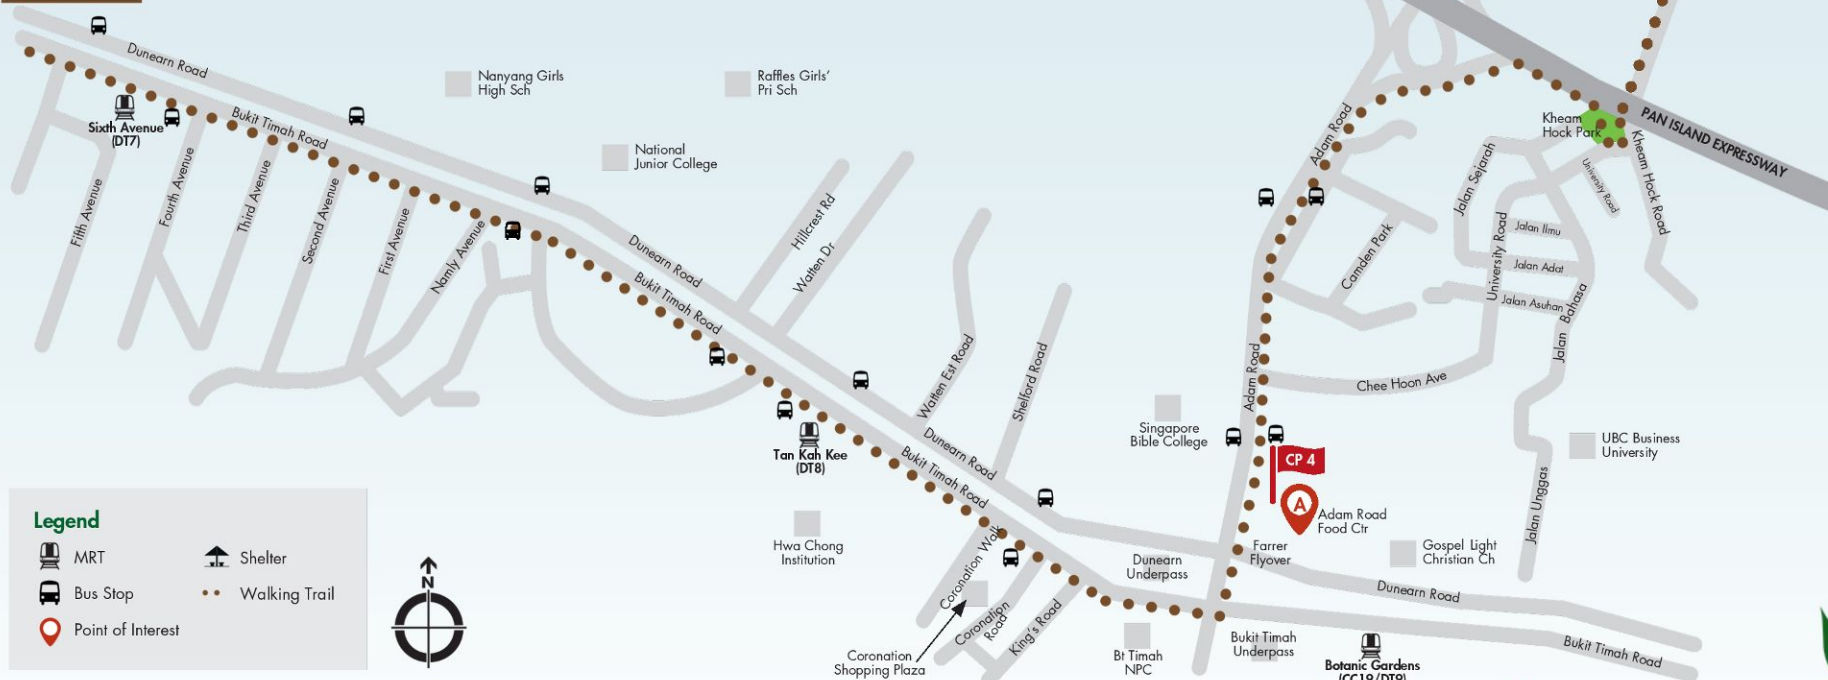 Dunearn Road
Nanyang Girls
High Sch
Raffles Girls'
Pri Sch
Sixth Avenue
(DT7)
Bukit Timah Road
National
Junior College
Fifth Avenue
Fourth Avenue
Third Avenue
Second Avenue
First Avenue
Namly Avenue
Dunearn Road
Bukit Timah Road
Hillcrest Rd
Watten Dr
Watten Est Road
Shelford Road
Tan Kah Kee
(DT8)
Dunearn Road
Bukit Timah Road
Hwa Chong
Institution
Coronation Walk
Coronation
Road
King's Road
Coronation
Shopping Plaza
Bt Timah
NPC
Dunearn
Underpass
Bukit Timah
Underpass
Farrer
Flyover
Botanic Gardens
(CC19/DT9)
Dunearn Road
Bukit Timah Road
Gospel Light
Christian Ch
Adam Road
Food Ctr
CP 4
A
Singapore
Bible College
Adam Road
Adam Road
Camden Park
Chee Hoon Ave
Kheam
Hock Park
PAN ISLAND EXPRESSWAY
Kheam Hock Road
University Road
Jalan Sejarah
University Road
Jalan Ilmu
Jalan Adat
Jalan Asuhan
Jalan Bahasa
Jalan Unggas
UBC Business
University
Legend
MRT
Shelter
Bus Stop
Walking Trail
Point of Interest
N